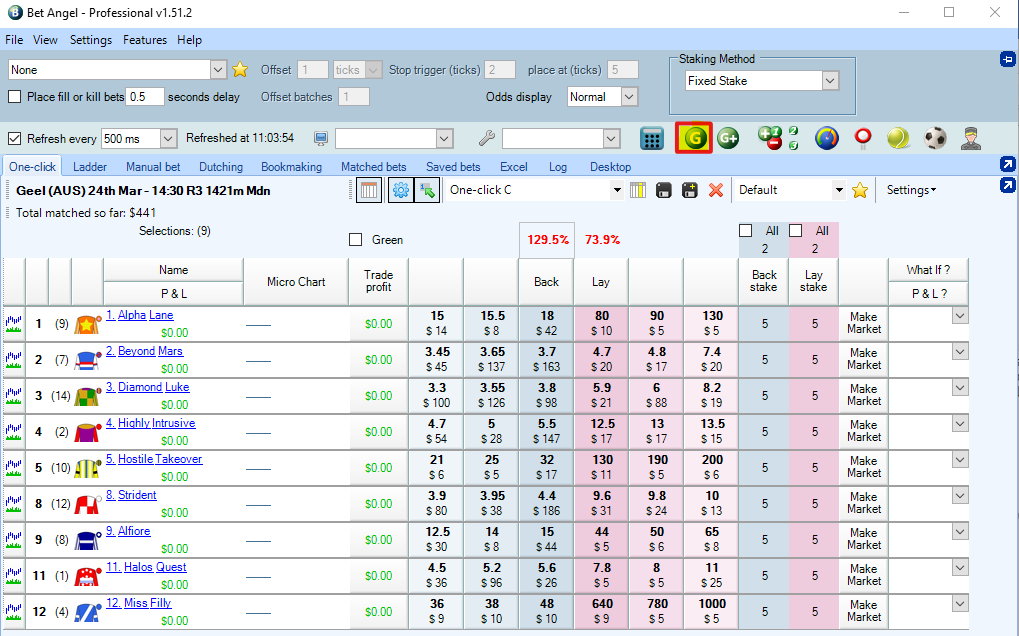 Bet Angel - Professional v1.51.2
File View Settings Features Help
None Offset 1 ticks Stop trigger (ticks) 2 place at (ticks) 5 Staking Method
Fixed Stake
Place fill or kill bets 0.5 seconds delay Offset batches 1 Odds display Normal
Refresh every 500 ms Refreshed at 11:03:54 G G+
One-click Ladder Manual bet Dutching Bookmaking Matched bets Saved bets Excel Log Desktop
Geel (AUS) 24th Mar - 14:30 R3 1421m Mdn One-click C Default Settings
Total matched so far: $441
Selections: (9) Green 129.5% 73.9% All 2 All 2
Name Micro Chart Trade profit Back Lay Back stake Lay stake What If ?
P & L P & L ?
1 (9) 1. Alpha Lane $0.00 15 15.5 18 80 90 130 5 5 Make Market
$0.00 $ 14 $ 8 $ 42 $ 10 $ 5 $ 5
2 (7) 2. Beyond Mars $0.00 3.45 3.65 3.7 4.7 4.8 7.4 5 5 Make Market
$0.00 $ 45 $ 137 $ 163 $ 20 $ 17 $ 20
3 (14) 3. Diamond Luke $0.00 3.3 3.55 3.8 5.9 6 8.2 5 5 Make Market
$0.00 $ 100 $ 126 $ 98 $ 21 $ 88 $ 19
4 (2) 4. Highly Intrusive $0.00 4.7 5 5.5 12.5 13 13.5 5 5 Make Market
$0.00 $ 54 $ 28 $ 147 $ 17 $ 17 $ 15
5 (10) 5. Hostile Takeover $0.00 21 25 32 130 190 200 5 5 Make Market
$0.00 $ 6 $ 5 $ 17 $ 11 $ 5 $ 6
8 (12) 8. Strident $0.00 3.9 3.95 4.4 9.6 9.8 10 5 5 Make Market
$0.00 $ 80 $ 38 $ 186 $ 31 $ 24 $ 13
9 (8) 9. Alfiore $0.00 12.5 14 15 44 50 65 5 5 Make Market
$0.00 $ 30 $ 8 $ 44 $ 5 $ 6 $ 8
11 (1) 11. Halos Quest $0.00 4.5 5.2 5.6 7.8 8 11 5 5 Make Market
$0.00 $ 36 $ 96 $ 26 $ 5 $ 5 $ 25
12 (4) 12. Miss Filly $0.00 36 38 48 640 780 1000 5 5 Make Market
$0.00 $ 9 $ 10 $ 10 $ 9 $ 5 $ 5